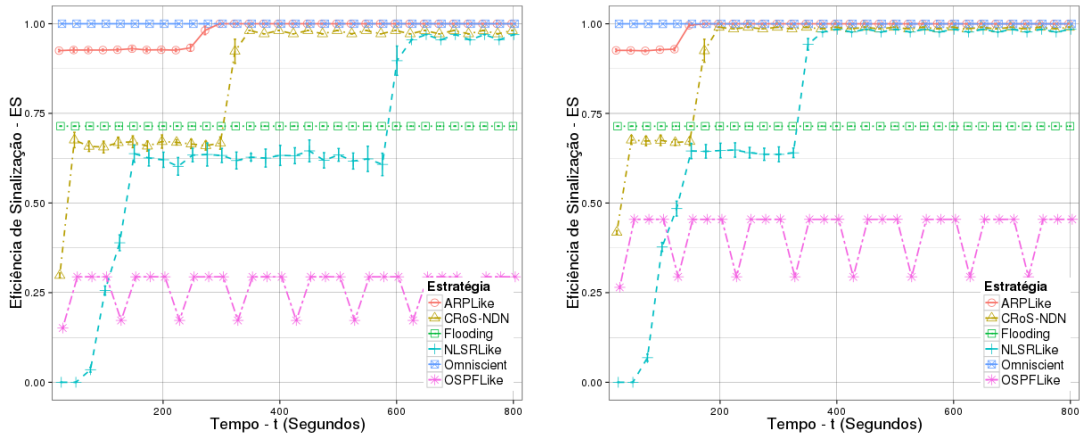 1.00
0.75
0.50
0.25
0.00
Eficiência de Sinalização - ES
200
400
600
800
Tempo - t (Segundos)
Estratégia
ARPLike
CRoS-NDN
Flooding
NLSRLike
Omniscient
OSPFLike
1.00
0.75
0.50
0.25
0.00
Eficiência de Sinalização - ES
200
400
600
800
Tempo - t (Segundos)
Estratégia
ARPLike
CRoS-NDN
Flooding
NLSRLike
Omniscient
OSPFLike